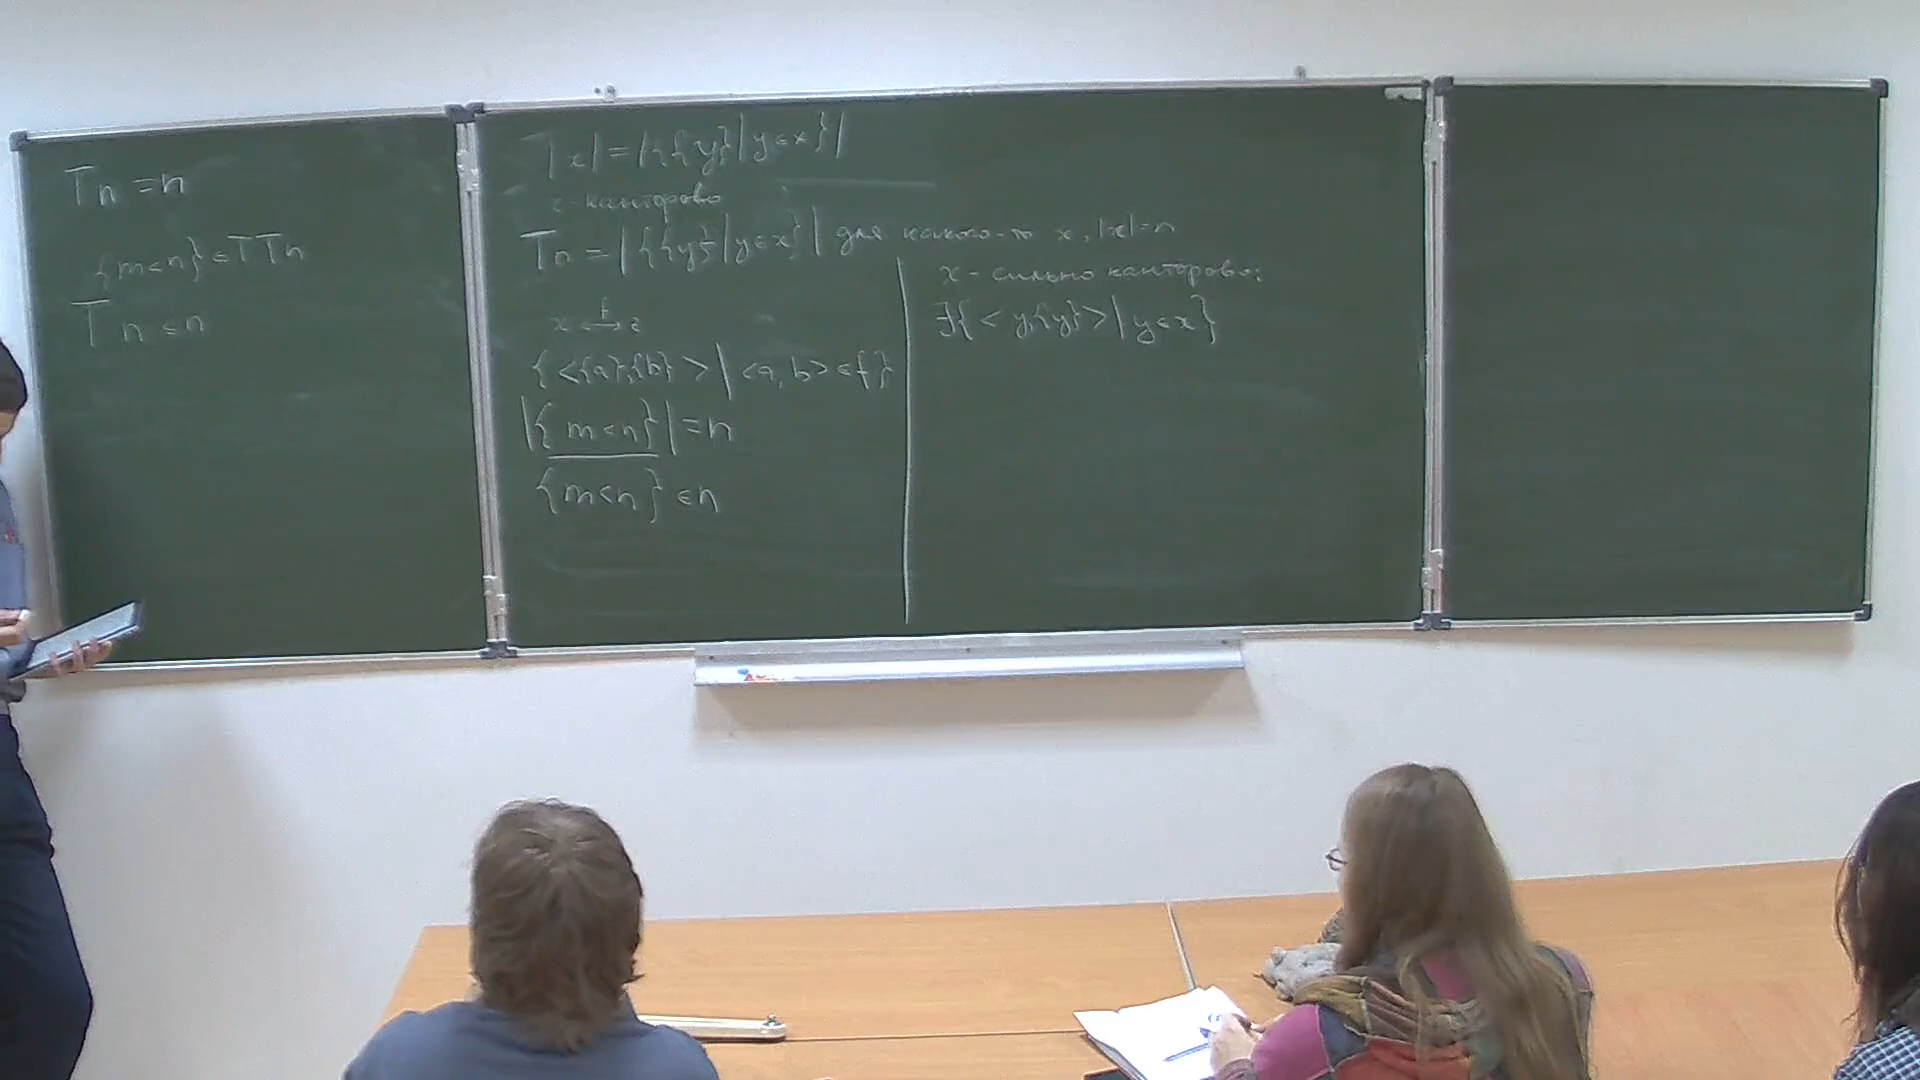 Tn = n
{m<n} ∈ TTn
Tn ∈ n
T|x| = |{{y} | y ∈ x}|
x - канторово
Tn = |{{y} | y ∈ x}| для какого-то x, |x| = n
{<{a},{b}> | <a, b> ∈ f}
|{m<n}| = n
{m<n} ∈ n
x - сильно канторово:
∃{<y,{y}> | y ∈ x}